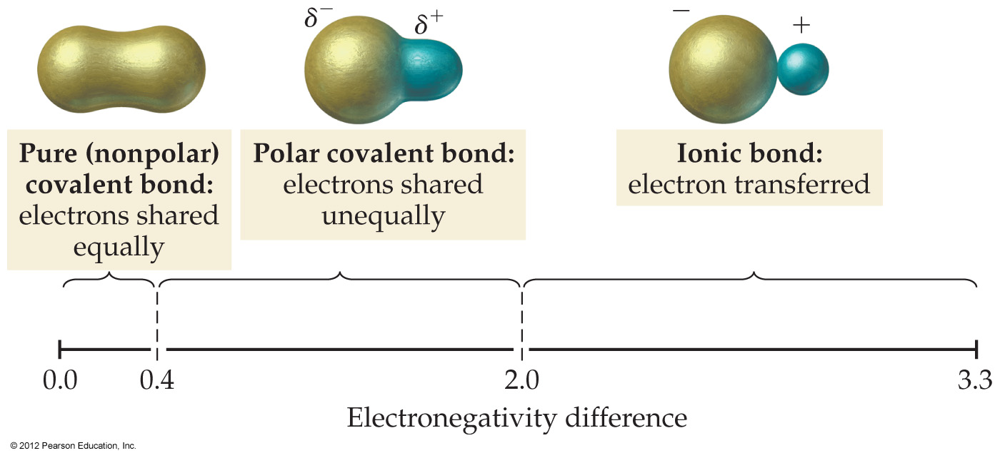 δ⁻
δ⁺
−
+
Pure (nonpolar)
covalent bond:
electrons shared
equally
Polar covalent bond:
electrons shared
unequally
Ionic bond:
electron transferred
0.0
0.4
2.0
3.3
Electronegativity difference
© 2012 Pearson Education, Inc.